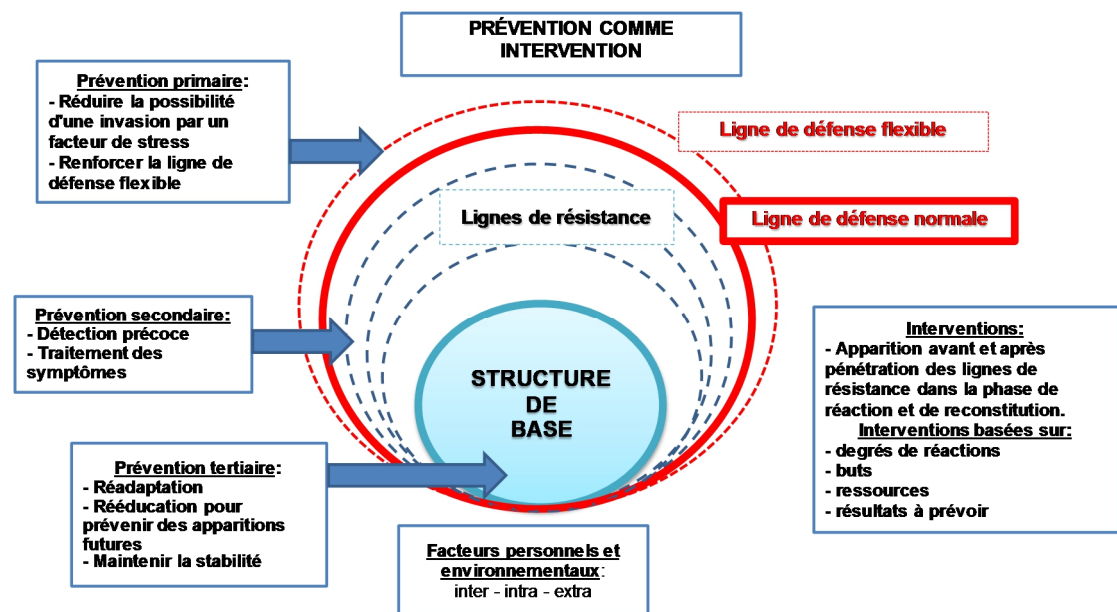 PRÉVENTION COMME
INTERVENTION
Prévention primaire:
- Réduire la possibilité
d'une invasion par un
facteur de stress
- Renforcer la ligne de
défense flexible
Ligne de défense flexible
Lignes de résistance
Ligne de défense normale
Prévention secondaire:
- Détection précoce
- Traitement des
symptômes
STRUCTURE
DE
BASE
Interventions:
- Apparition avant et après
pénétration des lignes de
résistance dans la phase de
réaction et de reconstitution.
Interventions basées sur:
- degrés de réactions
- buts
- ressources
- résultats à prévoir
Prévention tertiaire:
- Réadaptation
- Rééducation pour
prévenir des apparitions
futures
- Maintenir la stabilité
Facteurs personnels et
environnementaux:
inter - intra - extra